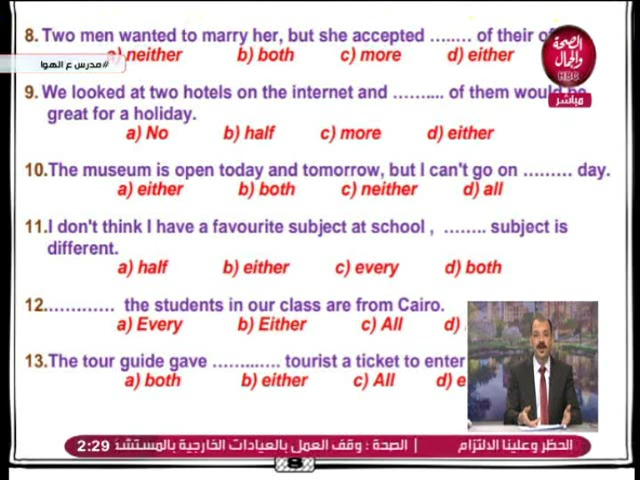 8. Two men wanted to marry her, but she accepted ....... of their of
a) neither b) both c) more d) either
#مدرس ع الهوا
الصحة والجمال
HBC
مباشر
9. We looked at two hotels on the internet and ........... of them would be
great for a holiday.
a) No b) half c) more d) either
10.The museum is open today and tomorrow, but I can't go on ......... day.
a) either b) both c) neither d) all
11.I don't think I have a favourite subject at school , ........ subject is
different.
a) half b) either c) every d) both
12............. the students in our class are from Cairo.
a) Every b) Either c) All d)
13.The tour guide gave ............. tourist a ticket to enter
a) both b) either c) All d) e
الحظر وعلينا الالتزام | الصحة : وقف العمل بالعيادات الخارجية بالمستشف
2:29
8